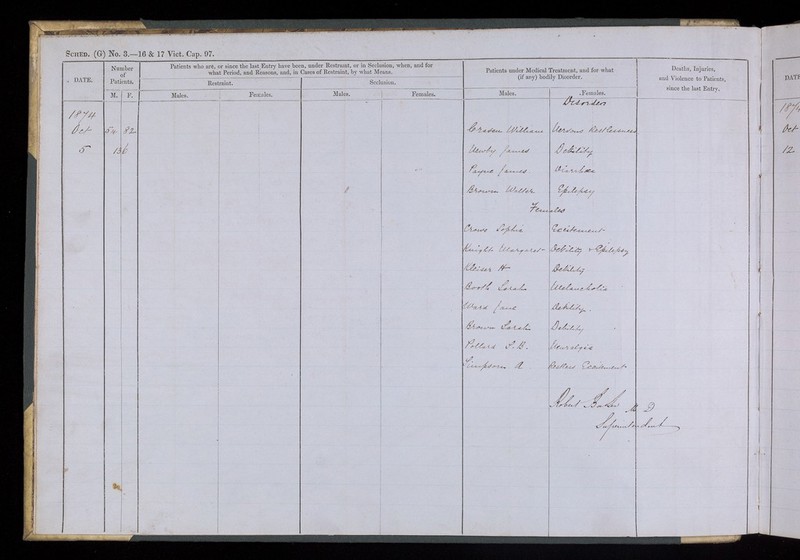 SCHED. (G) No. 3.—16 & 17 Vict. Cap. 97.
DATE.
Number of Patients.
M. F.
Patients who are, or since the last Entry have been, under Restraint, or in Seclusion, when, and for what Period, and Reasons, and, in Cases of Restraint, by what Means.
Restraint.
Seclusion.
Males. Females. Males. Females.
Patients under Medical Treatment, and for what (if any) bodily Disorder.
Males. Females.
Deaths, Injuries, and Violence to Patients, since the last Entry.
DATE
Disorders
1874
Oct 54 82 William Nervous Restlessness
5 136 Newby James Debility
Payne James Diarrhœa
Brown Walter Epilepsy
Females
Crowe Sophia Excitement
Knight Margaret Debility & Epilepsy
H Debility
Booth Sarah Melancholia
Ward Jane Debility.
Brown Sarah Debility
Pollard S. B. Neuralgia
Simpson A Restless Excitement
Robert Baker M D
Superintendent
187
Oct
12